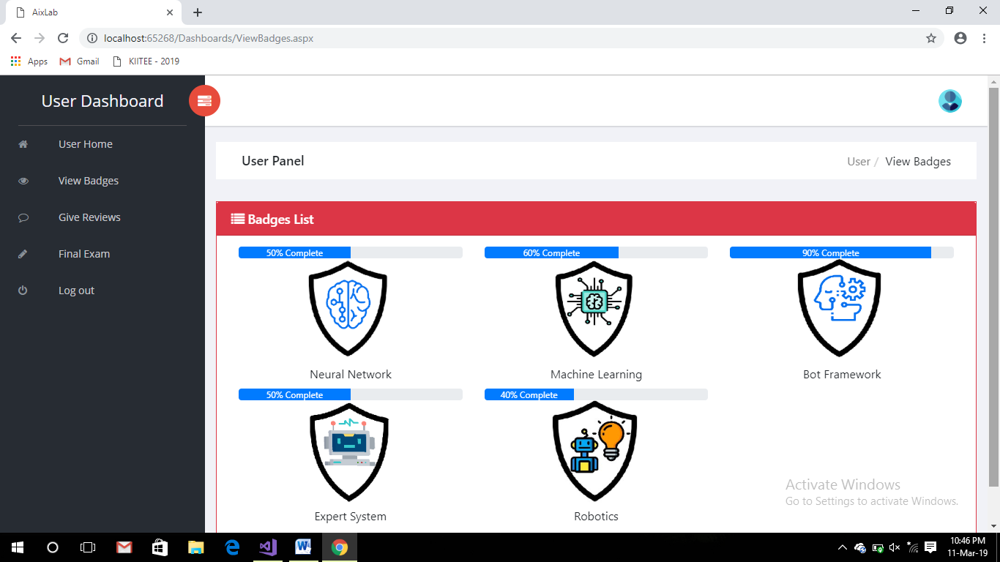 AixLab
localhost:65268/Dashboards/ViewBadges.aspx
Apps Gmail KIITEE - 2019
User Dashboard
User Home
View Badges
Give Reviews
Final Exam
Log out
User Panel
User / View Badges
Badges List
50% Complete
60% Complete
90% Complete
Neural Network
Machine Learning
Bot Framework
50% Complete
40% Complete
Expert System
Robotics
Activate Windows
Go to Settings to activate Windows.
10:46 PM
11-Mar-19